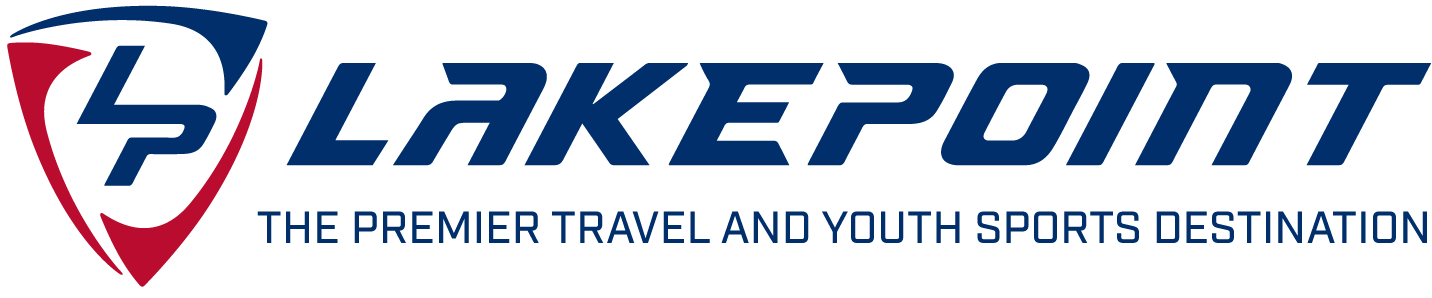 LP
LAKEPOINT
THE PREMIER TRAVEL AND YOUTH SPORTS DESTINATION